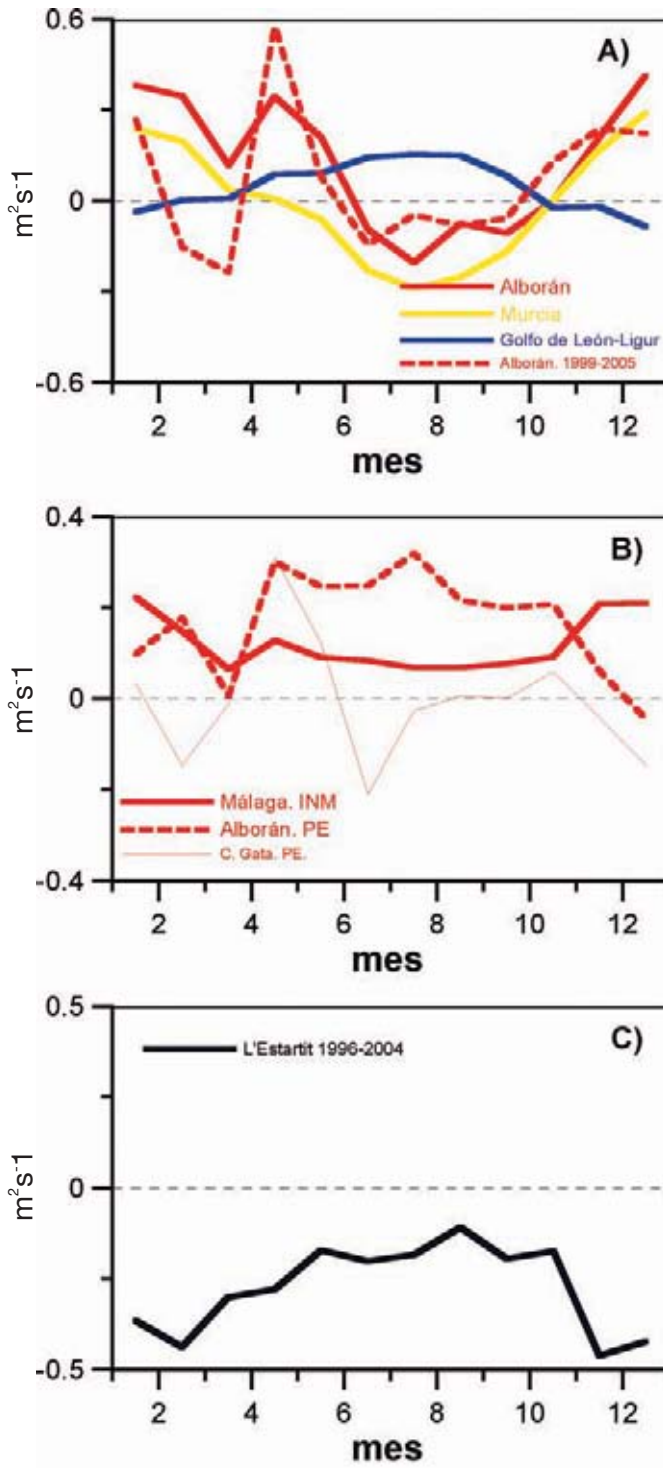 0.6
A)
0
m²s⁻¹
Alborán
Murcia
Golfo de León-Ligur
Alborán. 1999-2005
-0.6
2 4 6 8 10 12
mes
0.4
B)
0
m²s⁻¹
Málaga. INM
Alborán. PE
C. Gata. PE.
-0.4
2 4 6 8 10 12
mes
0.5
C)
L'Estartit 1996-2004
0
m²s⁻¹
-0.5
2 4 6 8 10 12
mes